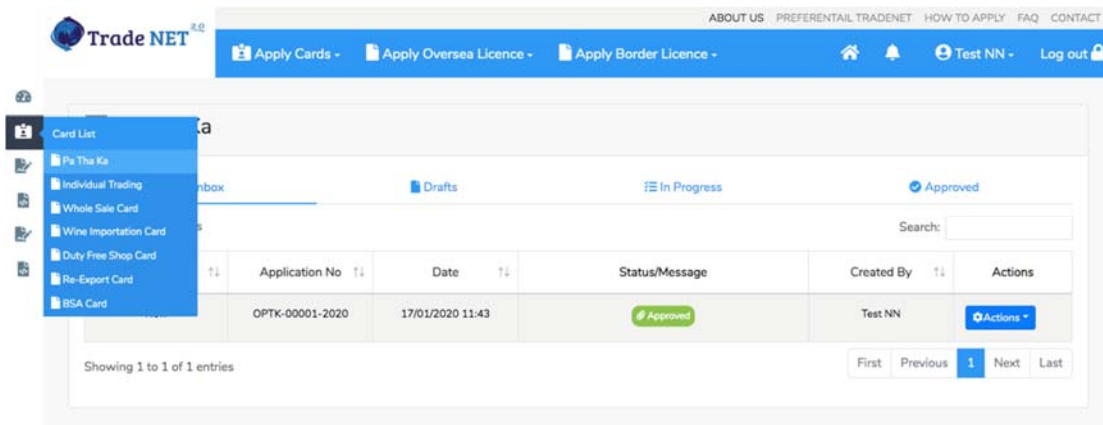 ABOUT US PREFERENTAIL TRADENET HOW TO APPLY FAQ CONTACT
Trade NET 2.0
Apply Cards Apply Oversea Licence Apply Border Licence Test NN Log out
Card List
Pa Tha Ka
Individual Trading
Whole Sale Card
Wine Importation Card
Duty Free Shop Card
Re-Export Card
BSA Card
Drafts In Progress Approved
Search:
Application No Date Status/Message Created By Actions
OPTK-00001-2020 17/01/2020 11:43 Approved Test NN Actions
Showing 1 to 1 of 1 entries
First Previous 1 Next Last